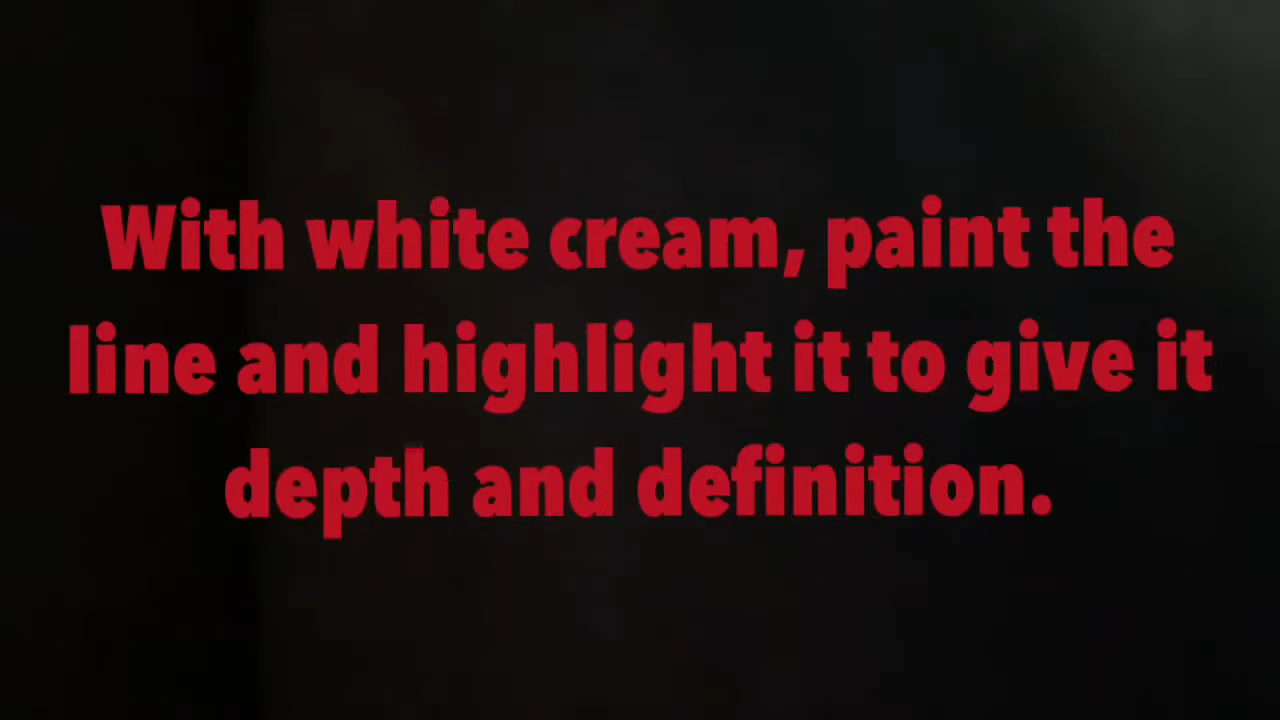 With white cream, paint the
line and highlight it to give it
depth and definition.